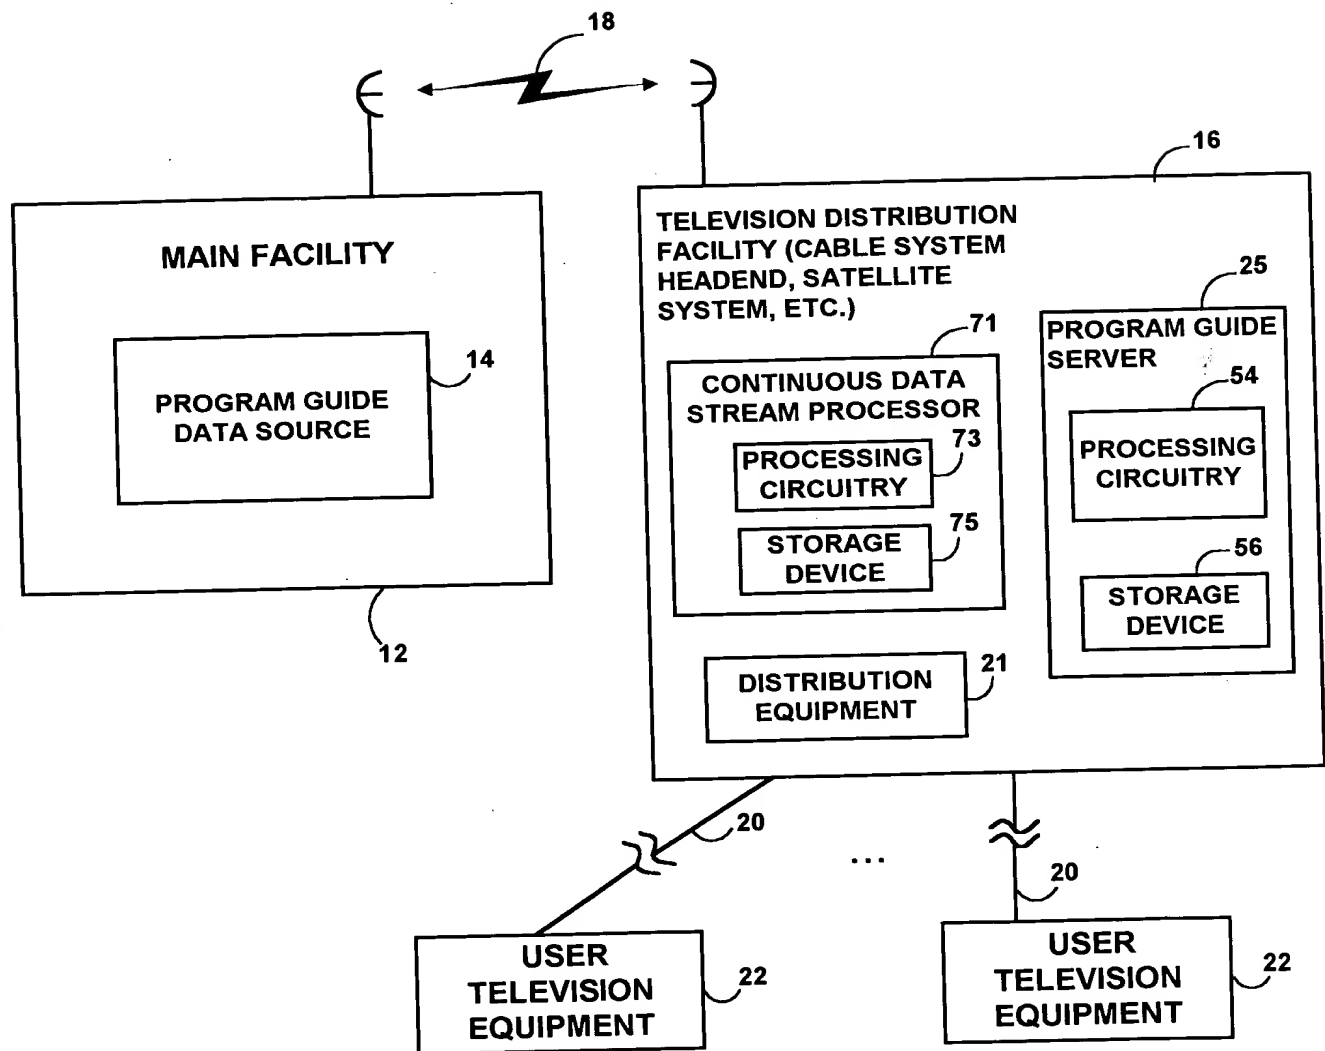 18
16
MAIN FACILITY
PROGRAM GUIDE
DATA SOURCE
14
12
TELEVISION DISTRIBUTION
FACILITY (CABLE SYSTEM
HEADEND, SATELLITE
SYSTEM, ETC.)
71
CONTINUOUS DATA
STREAM PROCESSOR
73
PROCESSING
CIRCUITRY
75
STORAGE
DEVICE
25
PROGRAM GUIDE
SERVER
54
PROCESSING
CIRCUITRY
56
STORAGE
DEVICE
DISTRIBUTION
EQUIPMENT
21
20
...
20
USER
TELEVISION
EQUIPMENT
22
USER
TELEVISION
EQUIPMENT
22